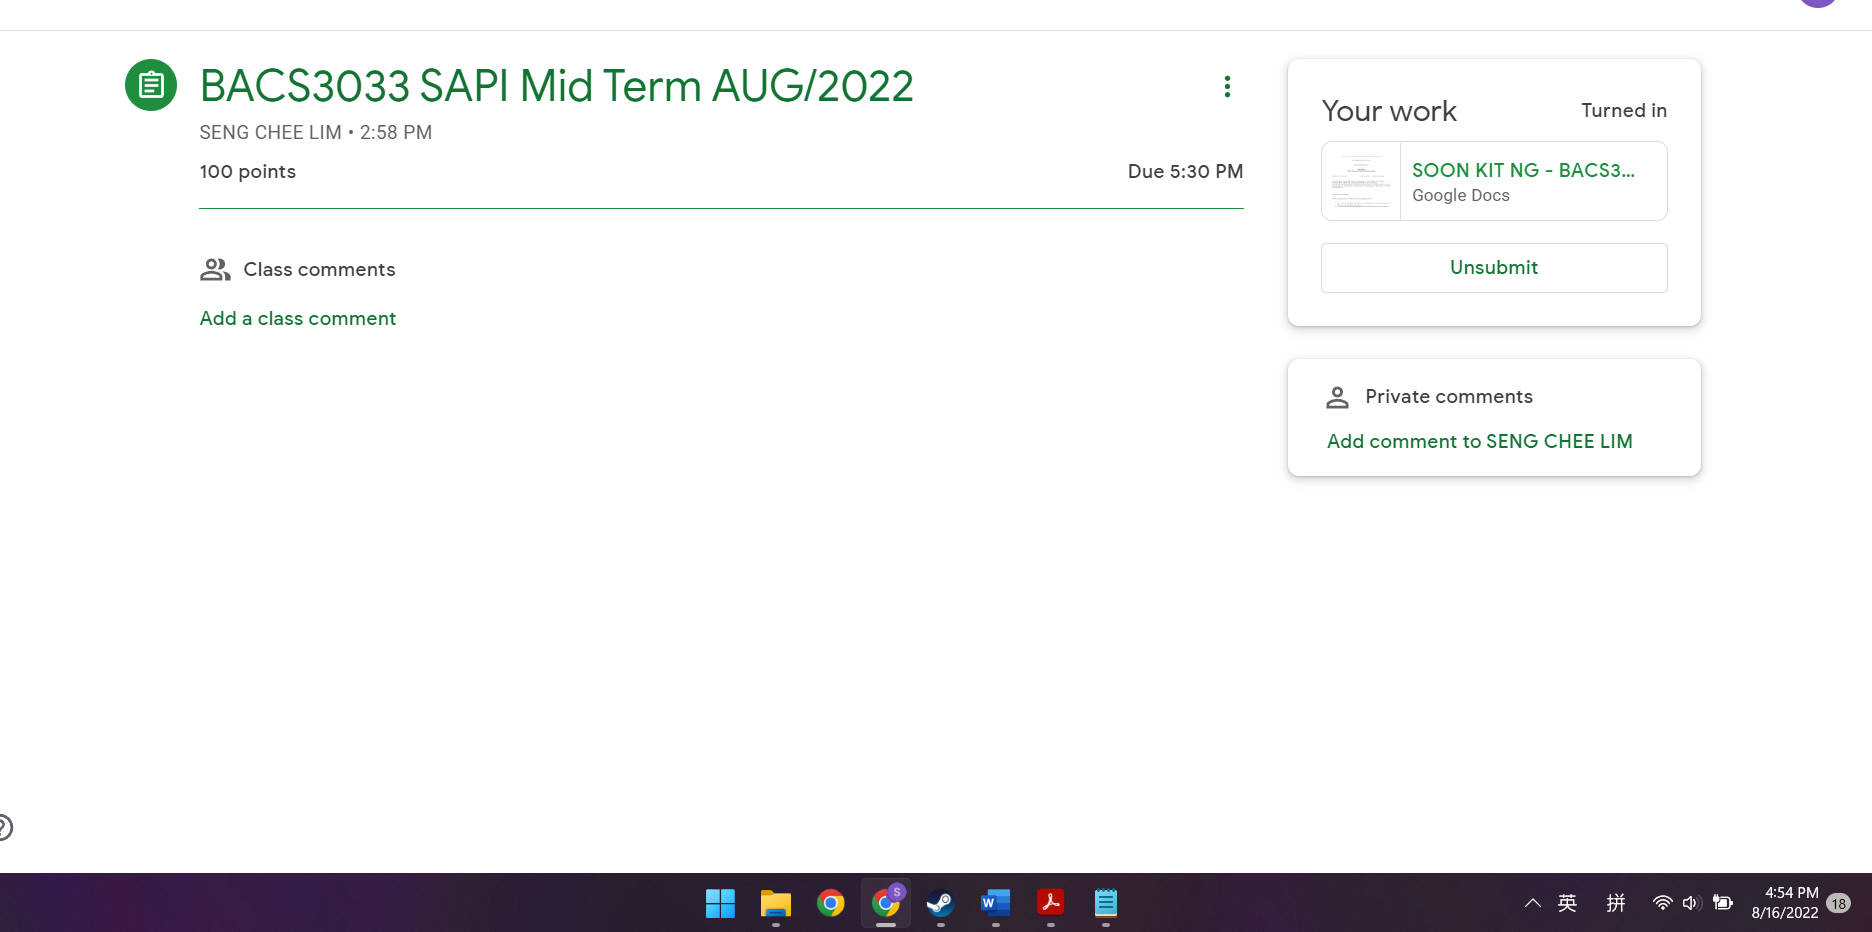 BACS3033 SAPI Mid Term AUG/2022
SENG CHEE LIM • 2:58 PM
100 points
Due 5:30 PM
Class comments
Add a class comment
Your work
Turned in
SOON KIT NG - BACS3...
Google Docs
Unsubmit
Private comments
Add comment to SENG CHEE LIM
S
W
英
拼
4:54 PM
8/16/2022
18